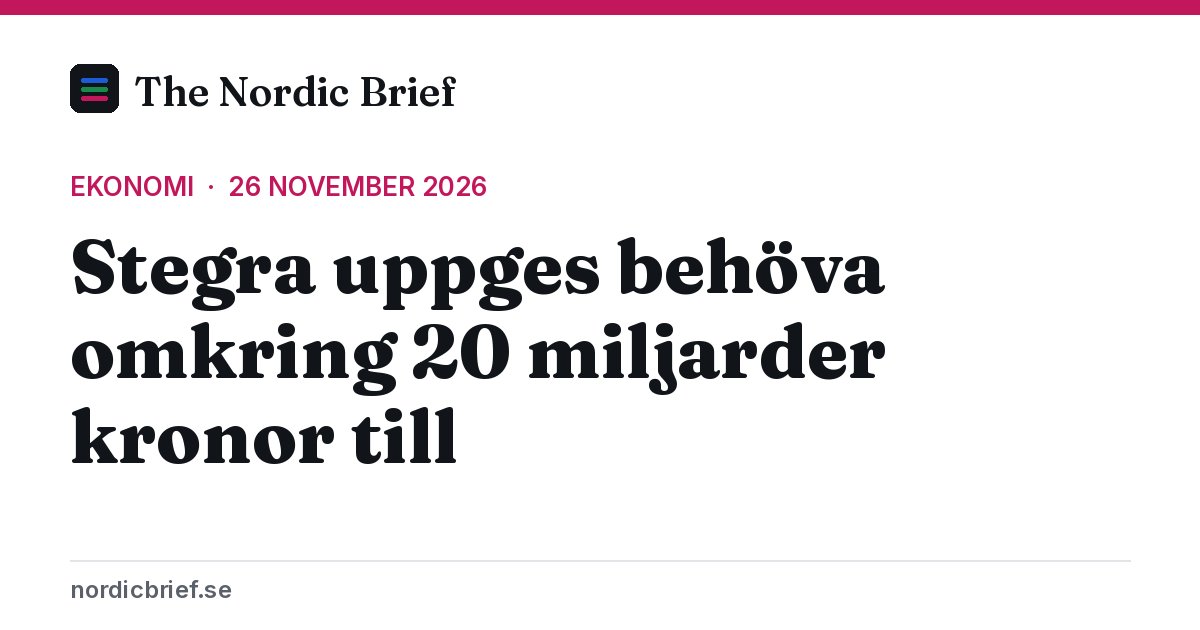 The Nordic Brief
EKONOMI · 26 NOVEMBER 2026
Stegra uppges behöva
omkring 20 miljarder
kronor till
nordicbrief.se